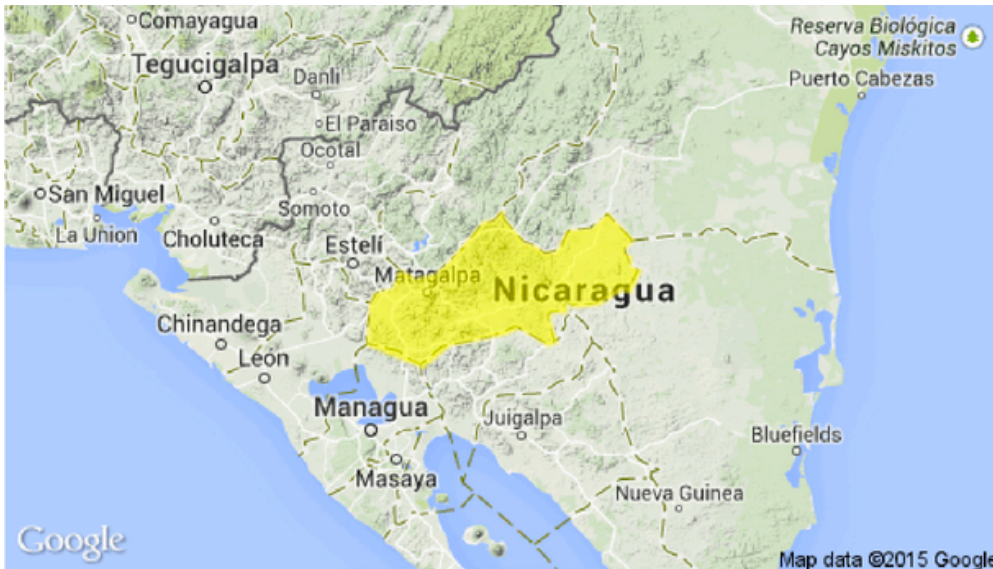 Comayagua
Reserva Biológica
Cayos Miskitos
Tegucigalpa
Danli
Puerto Cabezas
El Paraiso
Ocotal
San Miguel
Somoto
La Union
Choluteca
Estelí
Matagalpa
Nicaragua
Chinandega
León
Managua
Juigalpa
Bluefields
Masaya
Nueva Guinea
Google
Map data ©2015 Google